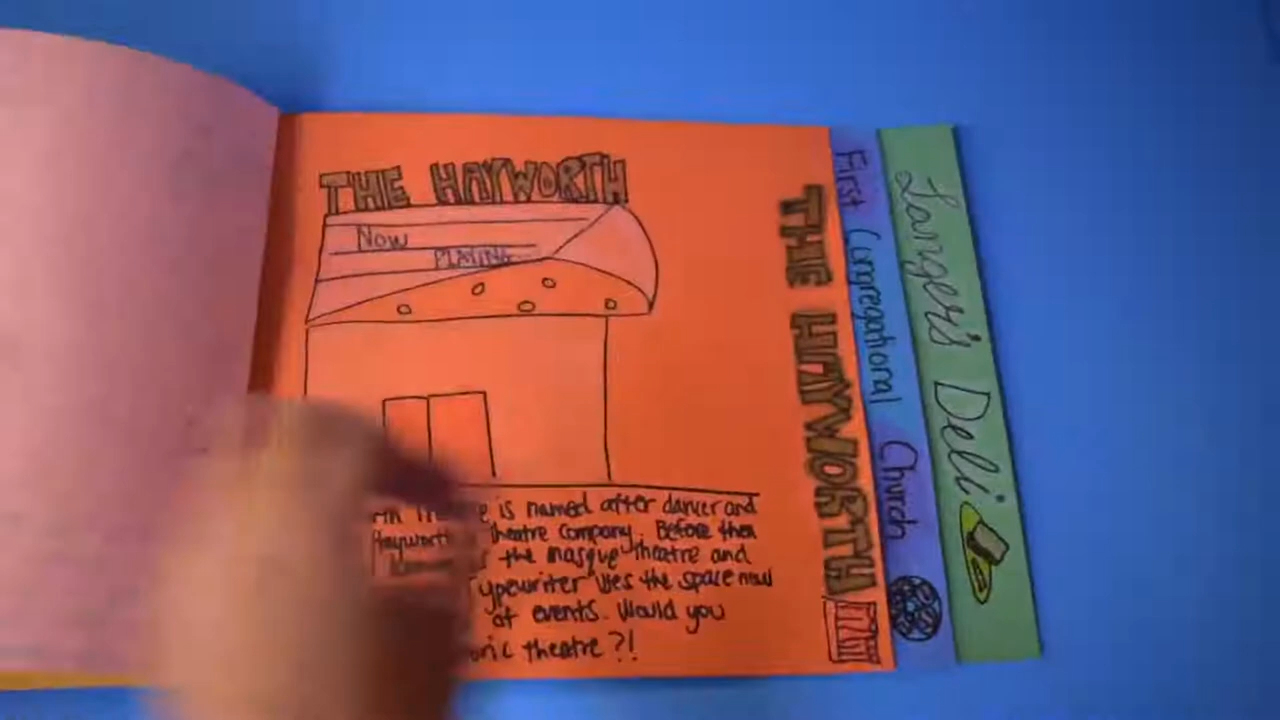 THE HAYWORTH
Now
PLAYING
is named after dancer and
theatre company. Before then
the masque theatre and
ypewriter uses the space now
at events. Would you
theatre?!
THE HAYWORTH
First Congregational Church
Langer's Deli